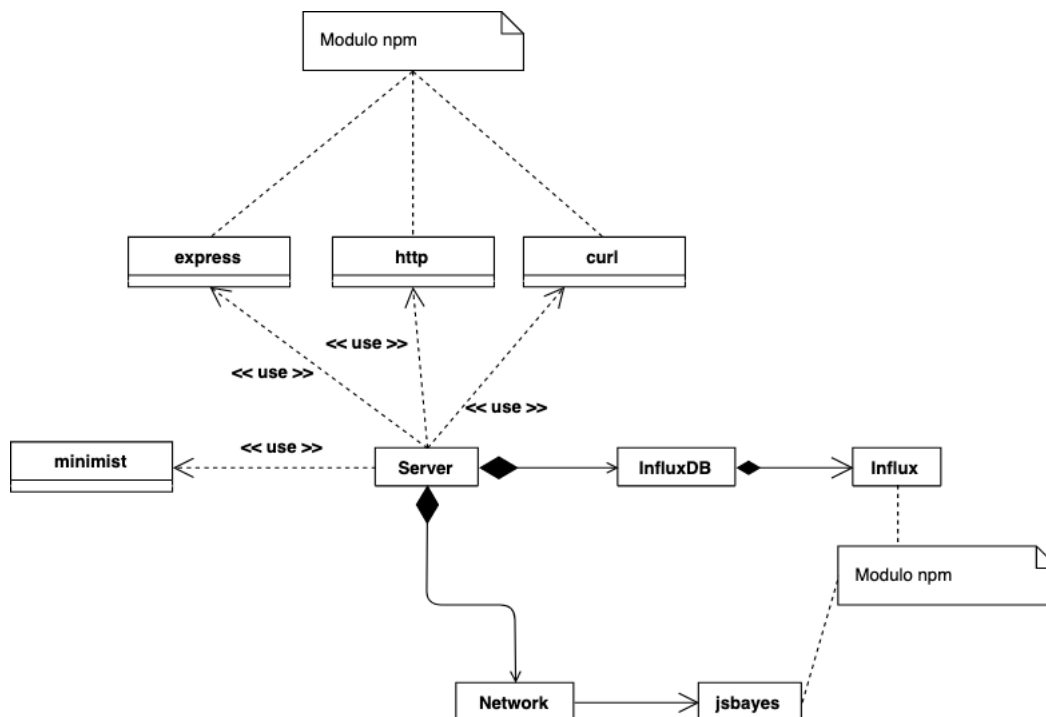 Modulo npm
express
http
curl
<< use >>
<< use >>
<< use >>
<< use >>
minimist
Server
InfluxDB
Influx
Modulo npm
Network
jsbayes